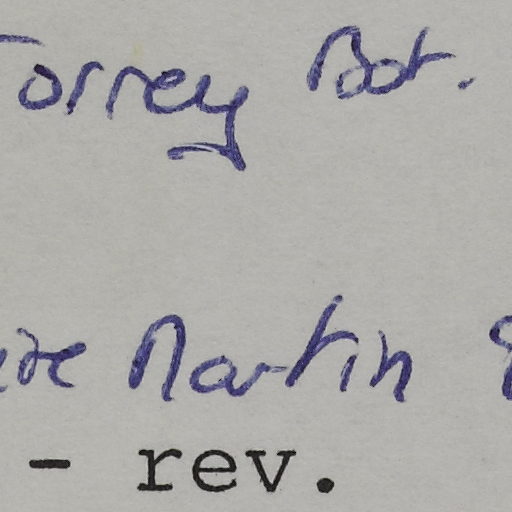 Torrey Bot.
Martin
- rev.